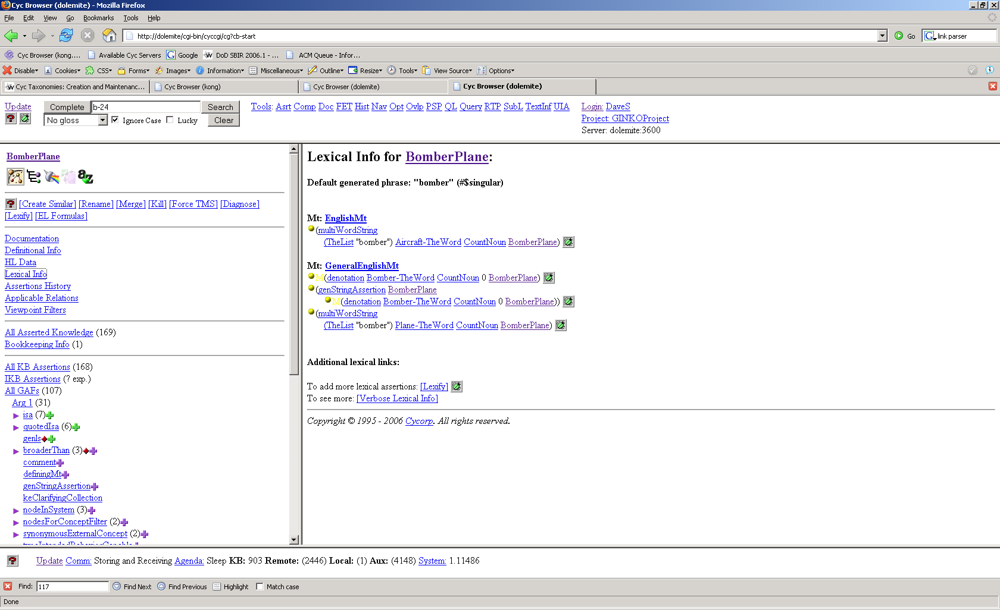 Cyc Browser (dolemite) - Mozilla Firefox
File Edit View Go Bookmarks Tools Help
http://dolemite/cgi-bin/cyccgi/cg?cb-start Go link parser
Cyc Browser (kong.... Available Cyc Servers Google DoD SBIR 2006.1 - ... ACM Queue - Infor...
Disable Cookies CSS Forms Images Information Miscellaneous Outline Resize Tools View Source Options
Cyc Taxonomies: Creation and Maintenanc... Cyc Browser (kong) Cyc Browser (dolemite) Cyc Browser (dolemite)
Update Complete b-24 Search Tools: Asrt Comp Doc FET Hist Nav Opt Ovlp PSP QL Query RTP SubL TextInf UIA Login: DaveS
No gloss Ignore Case Lucky Clear Project: GINKOProject
Server: dolemite:3600
BomberPlane
[Create Similar] [Rename] [Merge] [Kill] [Force TMS] [Diagnose]
[Lexify] [EL Formulas]
Documentation
Definitional Info
HL Data
Lexical Info
Assertions History
Applicable Relations
Viewpoint Filters
All Asserted Knowledge (169)
Bookkeeping Info (1)
All KB Assertions (168)
IKB Assertions (? exp.)
All GAFs (107)
Arg 1 (31)
isa (7)
quotedIsa (6)
genls
broaderThan (3)
comment
definingMt
genStringAssertion
keClarifyingCollection
nodeInSystem (3)
nodesForConceptFilter (2)
synonymousExternalConcept (2)
Lexical Info for BomberPlane:
Default generated phrase: "bomber" (#$singular)
Mt: EnglishMt
(multiWordString
(TheList "bomber") Aircraft-TheWord CountNoun BomberPlane)
Mt: GeneralEnglishMt
M(denotation Bomber-TheWord CountNoun 0 BomberPlane)
(genStringAssertion BomberPlane
M(denotation Bomber-TheWord CountNoun 0 BomberPlane))
(multiWordString
(TheList "bomber") Plane-TheWord CountNoun BomberPlane)
Additional lexical links:
To add more lexical assertions: [Lexify]
To see more: [Verbose Lexical Info]
Copyright © 1995 - 2006 Cycorp. All rights reserved.
Update Comm: Storing and Receiving Agenda: Sleep KB: 903 Remote: (2446) Local: (1) Aux: (4148) System: 1.11486
Find: 117 Find Next Find Previous Highlight Match case
Done